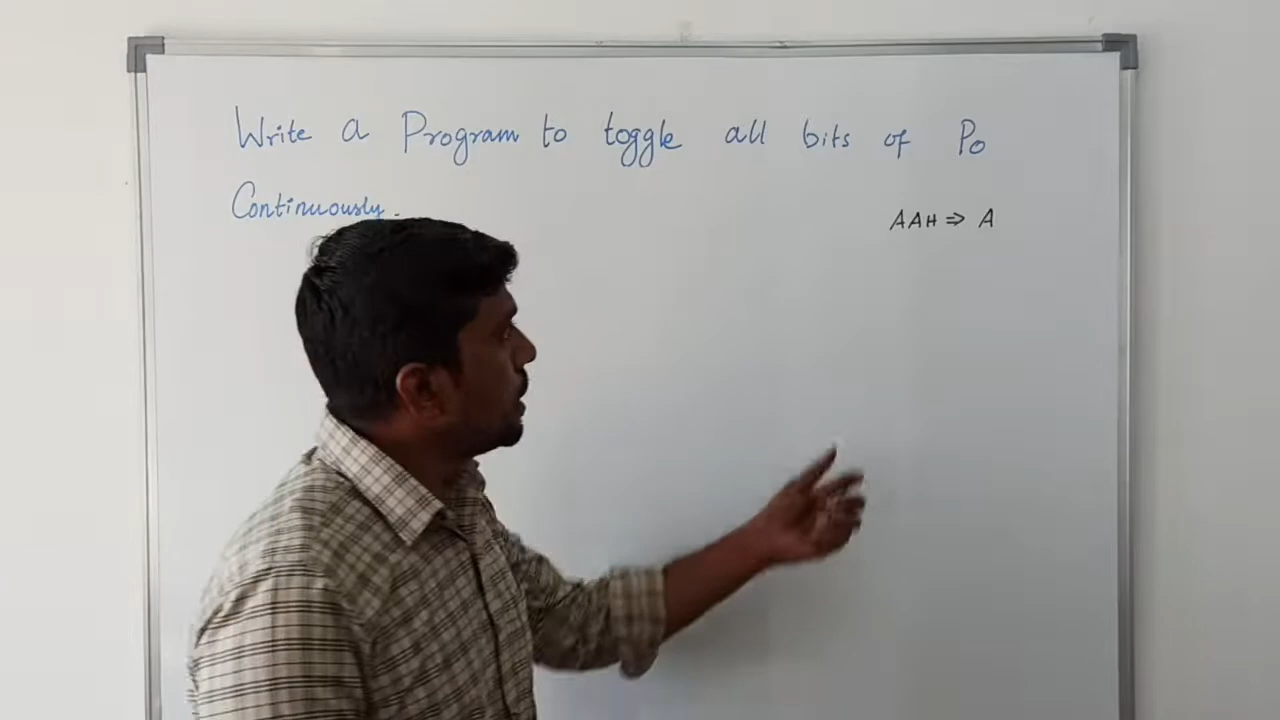 Write a Program to toggle all bits of P0
Continuously.
AAH ⇒ A